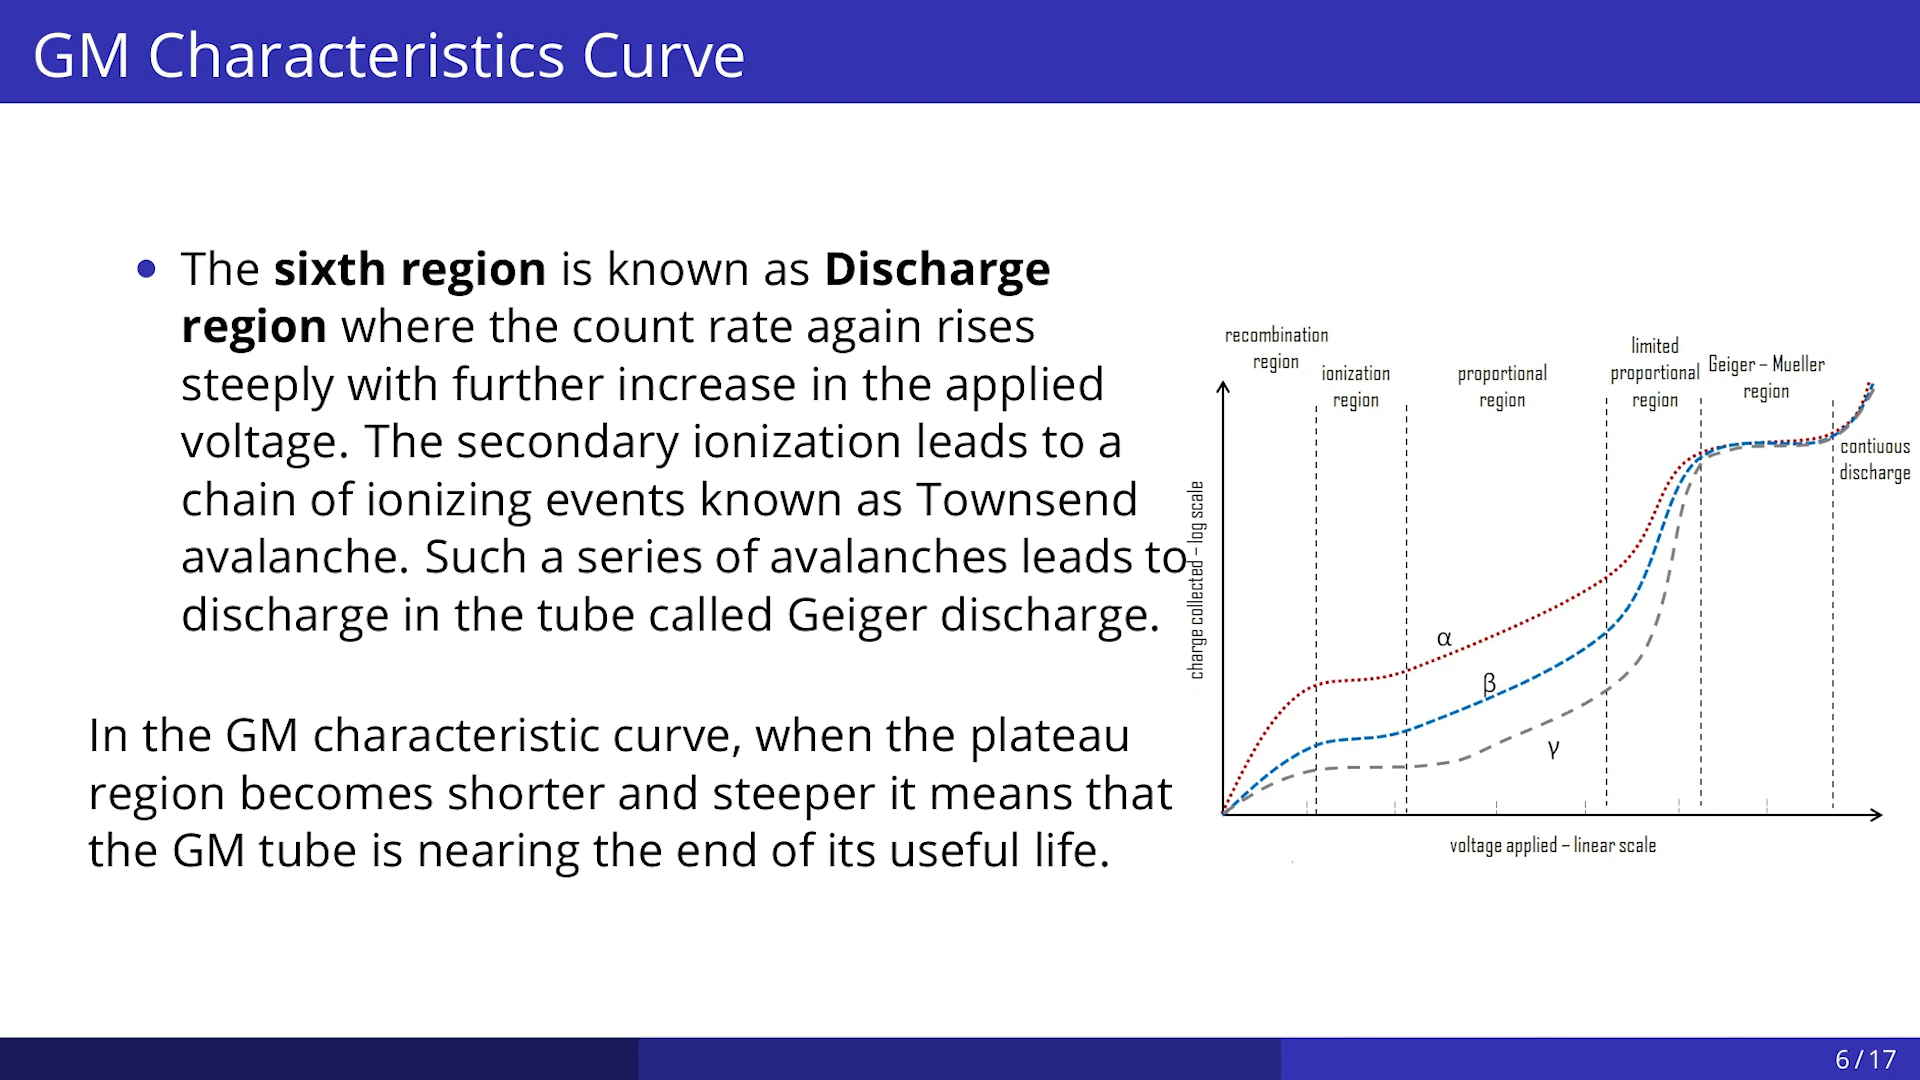 GM Characteristics Curve
• The sixth region is known as Discharge
region where the count rate again rises
steeply with further increase in the applied
voltage. The secondary ionization leads to a
chain of ionizing events known as Townsend
avalanche. Such a series of avalanches leads to
discharge in the tube called Geiger discharge.
In the GM characteristic curve, when the plateau
region becomes shorter and steeper it means that
the GM tube is nearing the end of its useful life.
recombination
region
ionization
region
proportional
region
limited
proportional
region
Geiger – Mueller
region
contiuous
discharge
charge collected – log scale
α
β
γ
voltage applied – linear scale
6 / 17